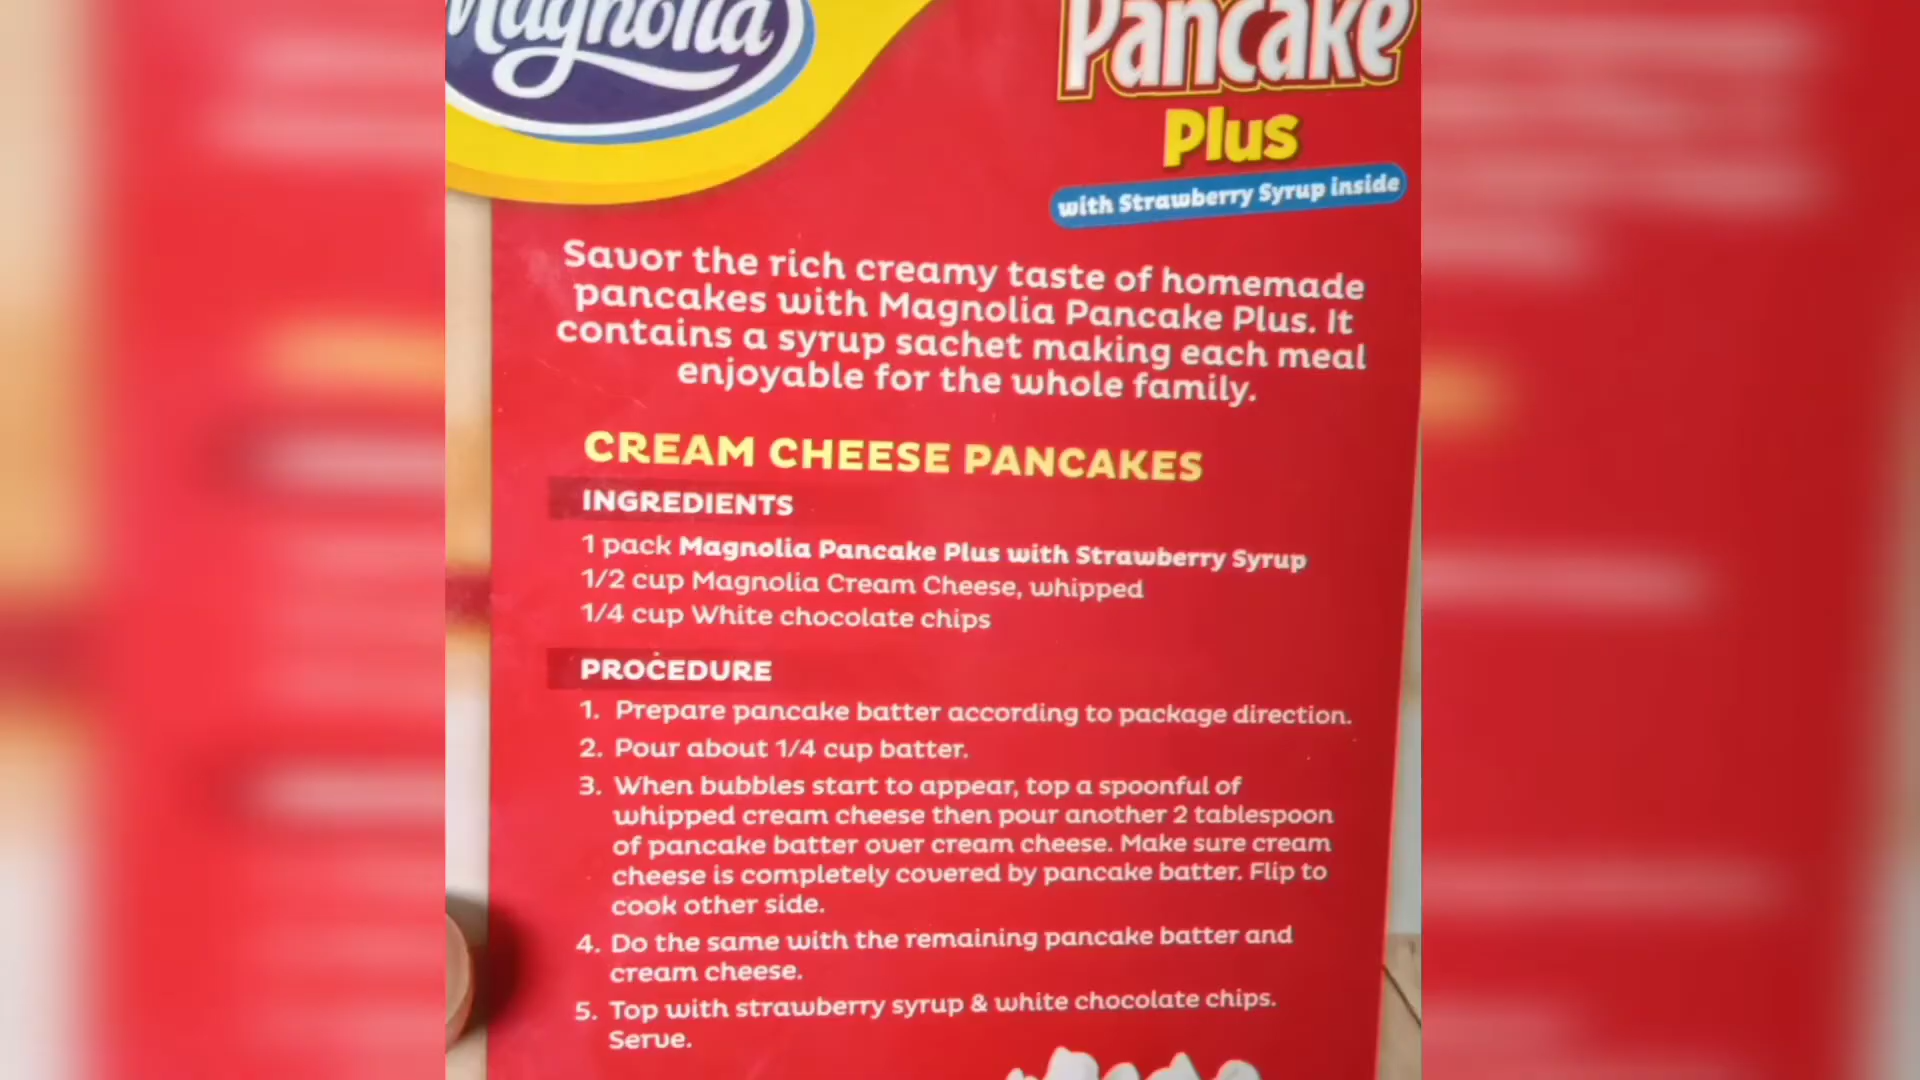 Magnolia
Pancake
Plus
with Strawberry Syrup inside
Savor the rich creamy taste of homemade
pancakes with Magnolia Pancake Plus. It
contains a syrup sachet making each meal
enjoyable for the whole family.
CREAM CHEESE PANCAKES
INGREDIENTS
1 pack Magnolia Pancake Plus with Strawberry Syrup
1/2 cup Magnolia Cream Cheese, whipped
1/4 cup White chocolate chips
PROCEDURE
1. Prepare pancake batter according to package direction.
2. Pour about 1/4 cup batter.
3. When bubbles start to appear, top a spoonful of
whipped cream cheese then pour another 2 tablespoon
of pancake batter over cream cheese. Make sure cream
cheese is completely covered by pancake batter. Flip to
cook other side.
4. Do the same with the remaining pancake batter and
cream cheese.
5. Top with strawberry syrup & white chocolate chips.
Serve.